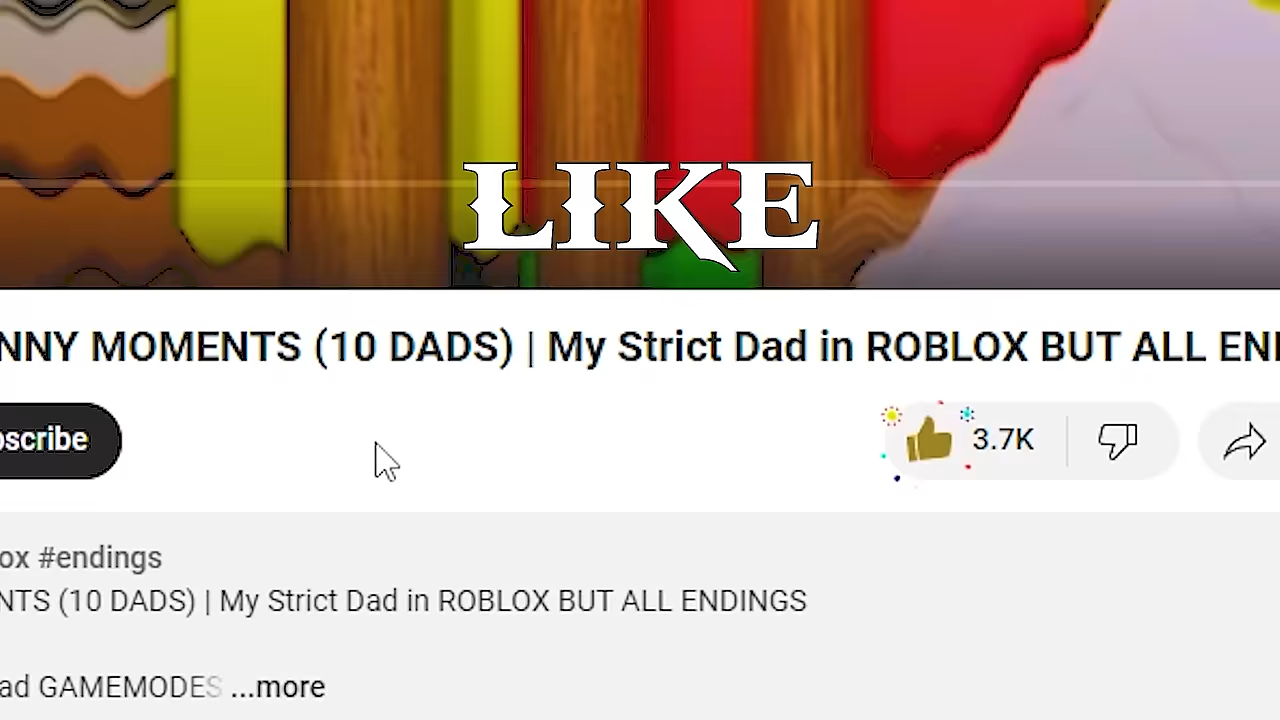 LIKE
NNY MOMENTS (10 DADS) | My Strict Dad in ROBLOX BUT ALL END
oscribe
3.7K
ox #endings
NTS (10 DADS) | My Strict Dad in ROBLOX BUT ALL ENDINGS
ad GAMEMODES ...more